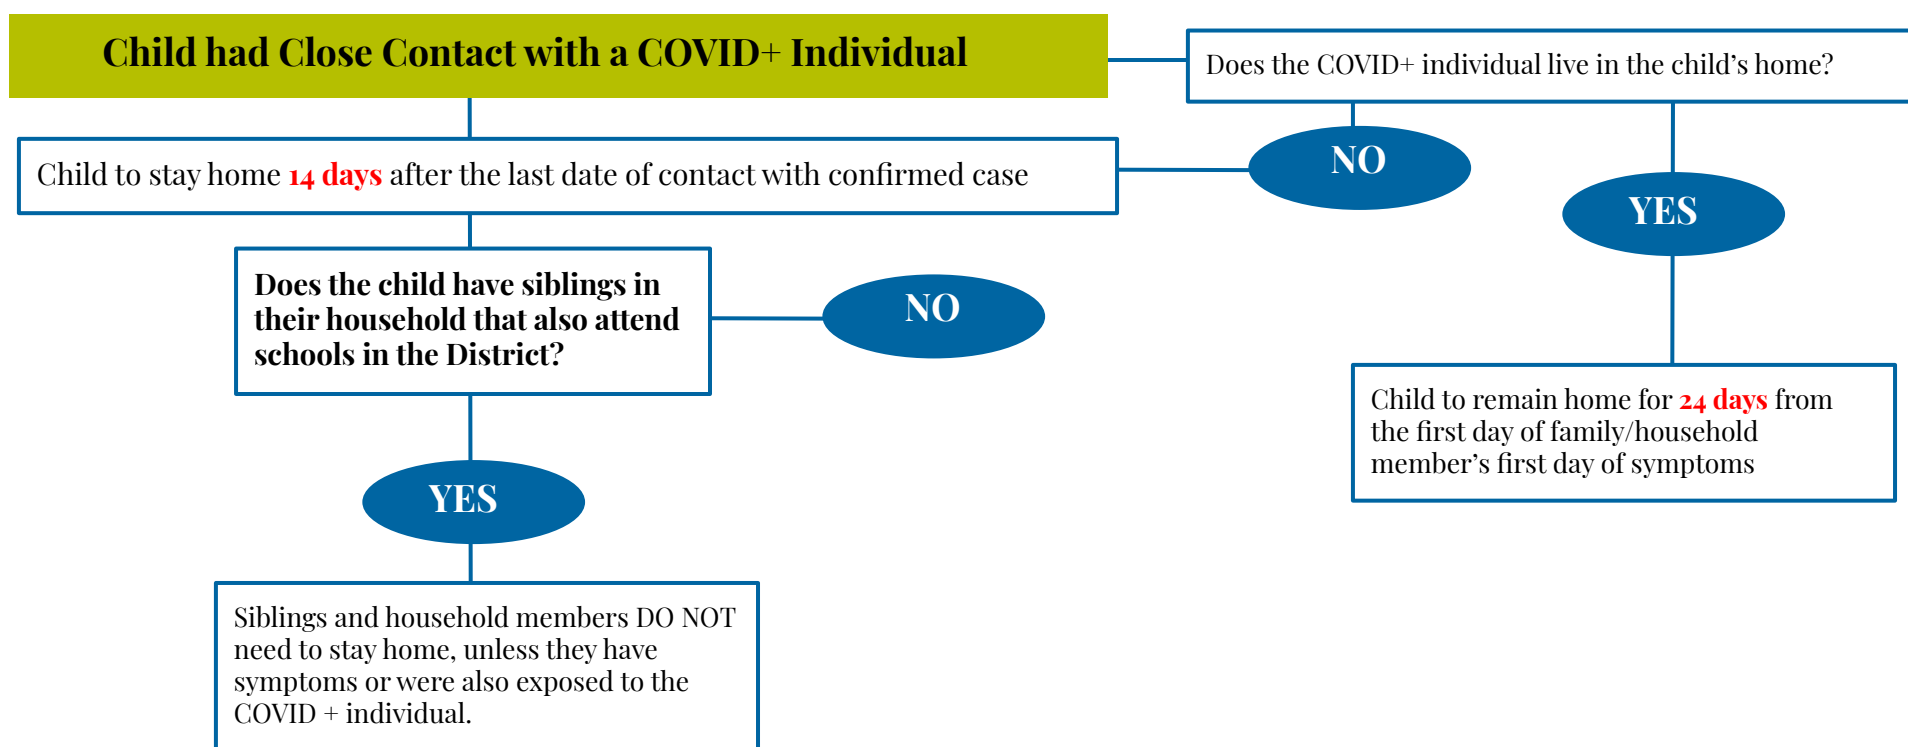 Child had Close Contact with a COVID+ Individual
Does the COVID+ individual live in the child’s home?
Child to stay home 14 days after the last date of contact with confirmed case
NO
YES
Does the child have siblings in
their household that also attend
schools in the District?
NO
Child to remain home for 24 days from
the first day of family/household
member’s first day of symptoms
YES
Siblings and household members DO NOT
need to stay home, unless they have
symptoms or were also exposed to the
COVID + individual.